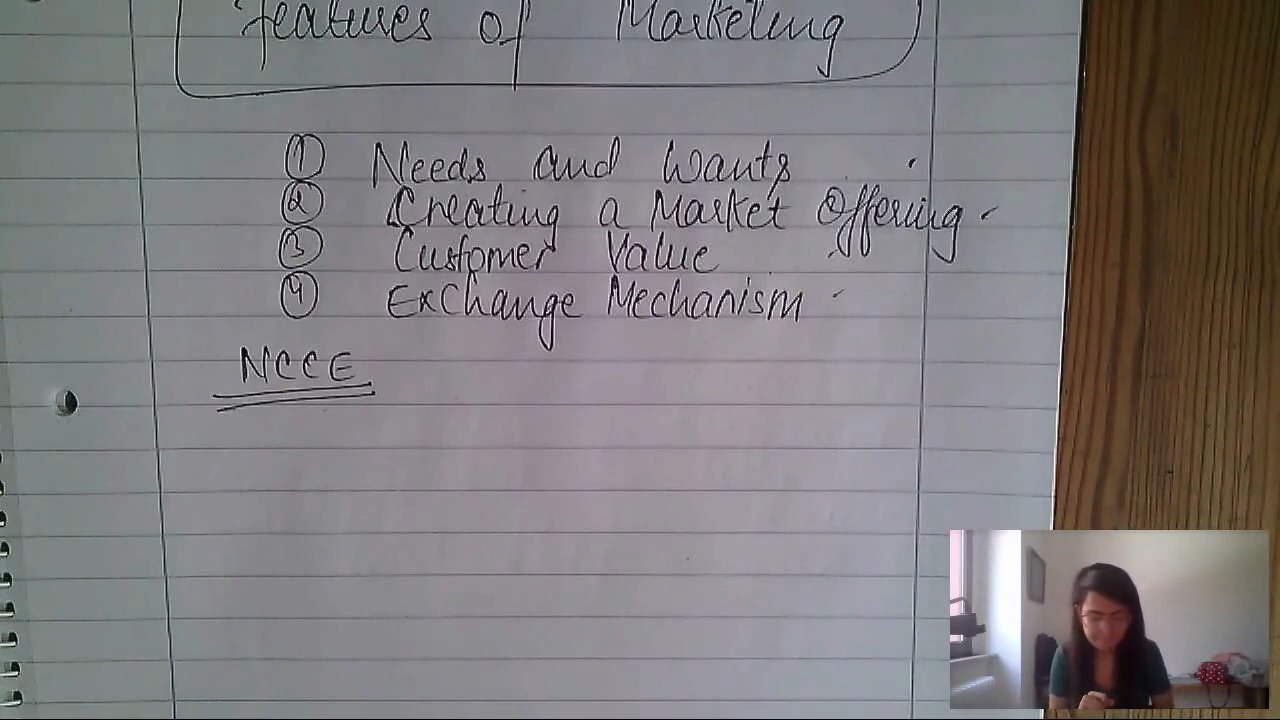 Features of Marketing
① Needs and Wants
② Creating a Market Offering
③ Customer Value
④ Exchange Mechanism
NCCE